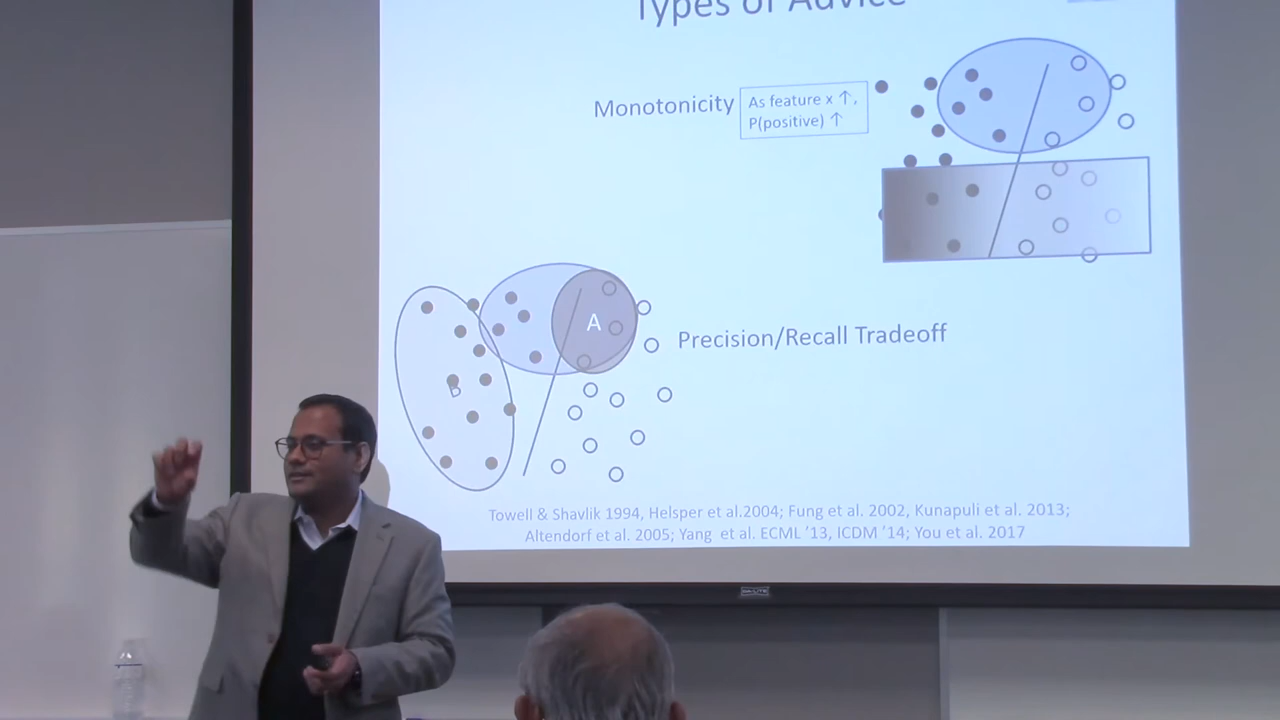 Types of Advice
Monotonicity
As feature x ↑,
P(positive) ↑
A
B
Precision/Recall Tradeoff
Towell & Shavlik 1994, Helsper et al.2004; Fung et al. 2002, Kunapuli et al. 2013;
Altendorf et al. 2005; Yang et al. ECML '13, ICDM '14; You et al. 2017
DA-LITE